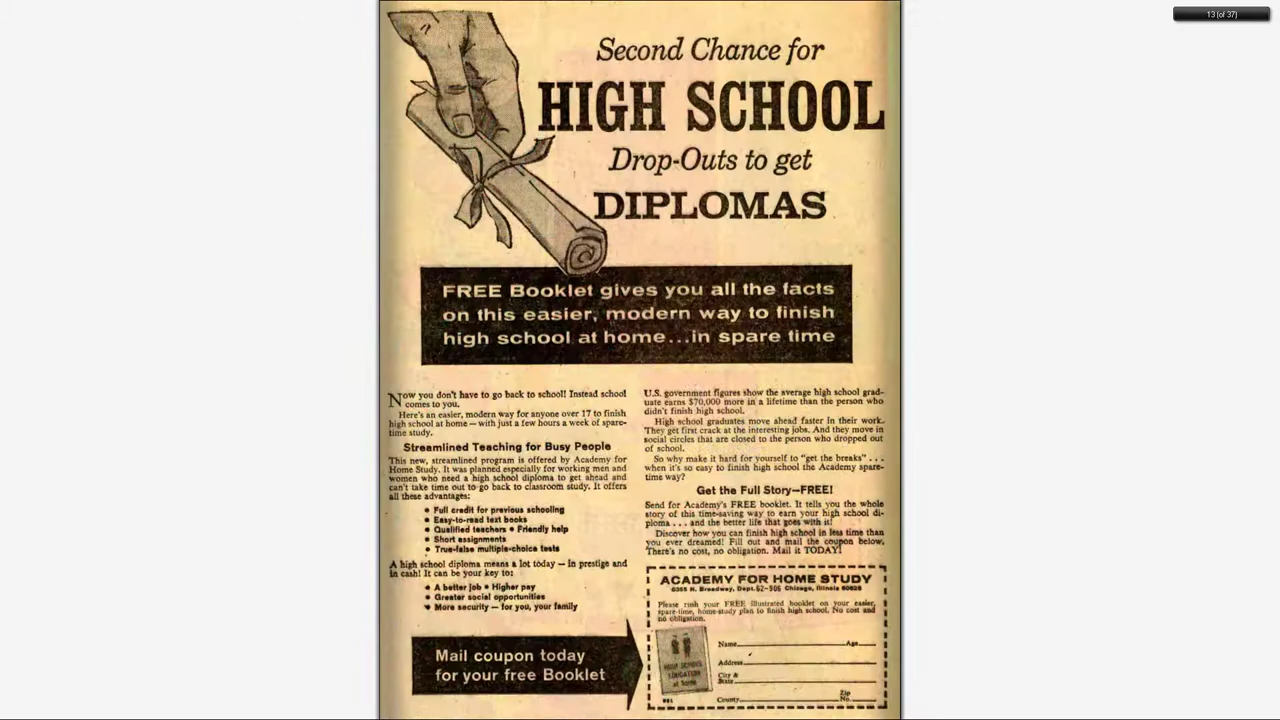 13 (of 37)
Second Chance for
HIGH SCHOOL
Drop-Outs to get
DIPLOMAS
FREE Booklet gives you all the facts
on this easier, modern way to finish
high school at home...in spare time
Now you don't have to go back to school! Instead school
comes to you.
Here's an easier, modern way for anyone over 17 to finish
high school at home — with just a few hours a week of spare-
time study.
Streamlined Teaching for Busy People
This new, streamlined program is offered by Academy for
Home Study. It was planned especially for working men and
women who need a high school diploma to get ahead and
can't take time out to go back to classroom study. It offers
all these advantages:
• Full credit for previous schooling
• Easy-to-read text books
• Qualified teachers • Friendly help
• Short assignments
• True-false multiple-choice tests
A high school diploma means a lot today — in prestige and
in cash! It can be your key to:
• A better job • Higher pay
• Greater social opportunities
• More security — for you, your family
Mail coupon today
for your free Booklet
U.S. government figures show the average high school grad-
uate earns $70,000 more in a lifetime than the person who
didn't finish high school.
High school graduates move ahead faster in their work.
They get first crack at the interesting jobs. And they move in
social circles that are closed to the person who dropped out
of school.
So why make it hard for yourself to "get the breaks" . . .
when it's so easy to finish high school the Academy spare-
time way?
Get the Full Story—FREE!
Send for Academy's FREE booklet. It tells you the whole
story of this time-saving way to earn your high school di-
ploma . . . and the better life that goes with it!
Discover how you can finish high school in less time than
you ever dreamed! Fill out and mail the coupon below.
There's no cost, no obligation. Mail it TODAY!
ACADEMY FOR HOME STUDY
6355 N. Broadway, Dept. 62-506 Chicago, Illinois 60626
Please rush your FREE illustrated booklet on your easier,
spare-time, home-study plan to finish high school. No cost and
no obligation.
HIGH SCHOOL
EDUCATION
at home
Name Age
Address
City &
State
County Zip
No.